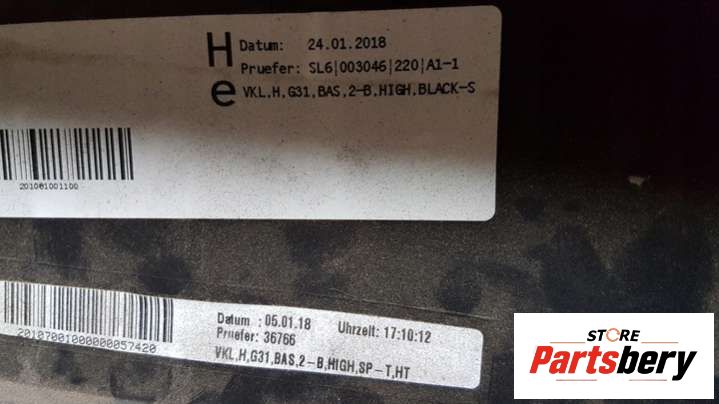 H Datum: 24.01.2018
Pruefer: SL6|003046|220|A1-1
e VKL,H,G31,BAS,2-B,HIGH,BLACK-S
201001001100
Datum : 05.01.18 Uhrzeit: 17:10:12
Pruefer: 36766
VKL,H,G31,BAS,2-B,HIGH,SP-T,HT
20107001000000057420
STORE
Partsbery